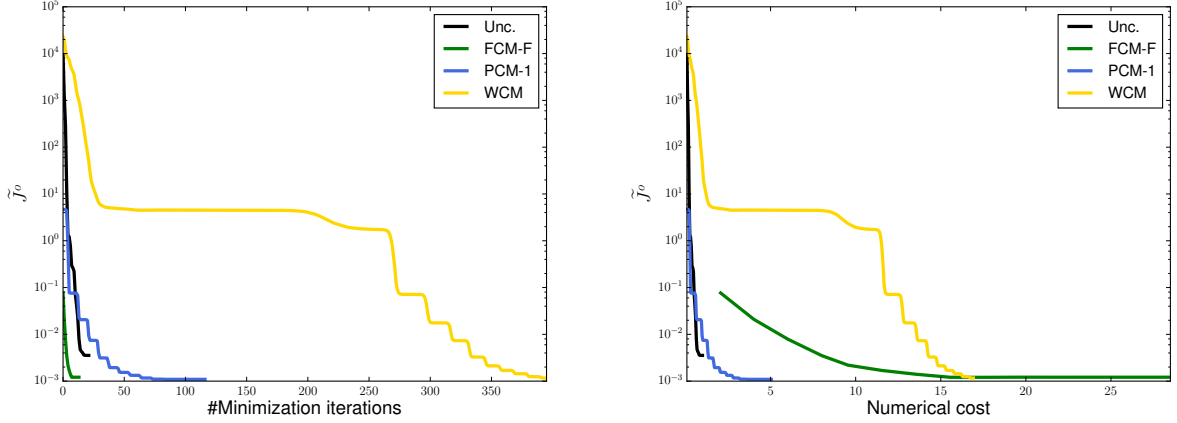 10^5
10^4
10^3
10^2
10^1
10^0
10^-1
10^-2
10^-3
J̃^o
0 50 100 150 200 250 300 350
#Minimization iterations
Unc.
FCM-F
PCM-1
WCM
10^5
10^4
10^3
10^2
10^1
10^0
10^-1
10^-2
10^-3
J̃^o
5 10 15 20 25
Numerical cost
Unc.
FCM-F
PCM-1
WCM